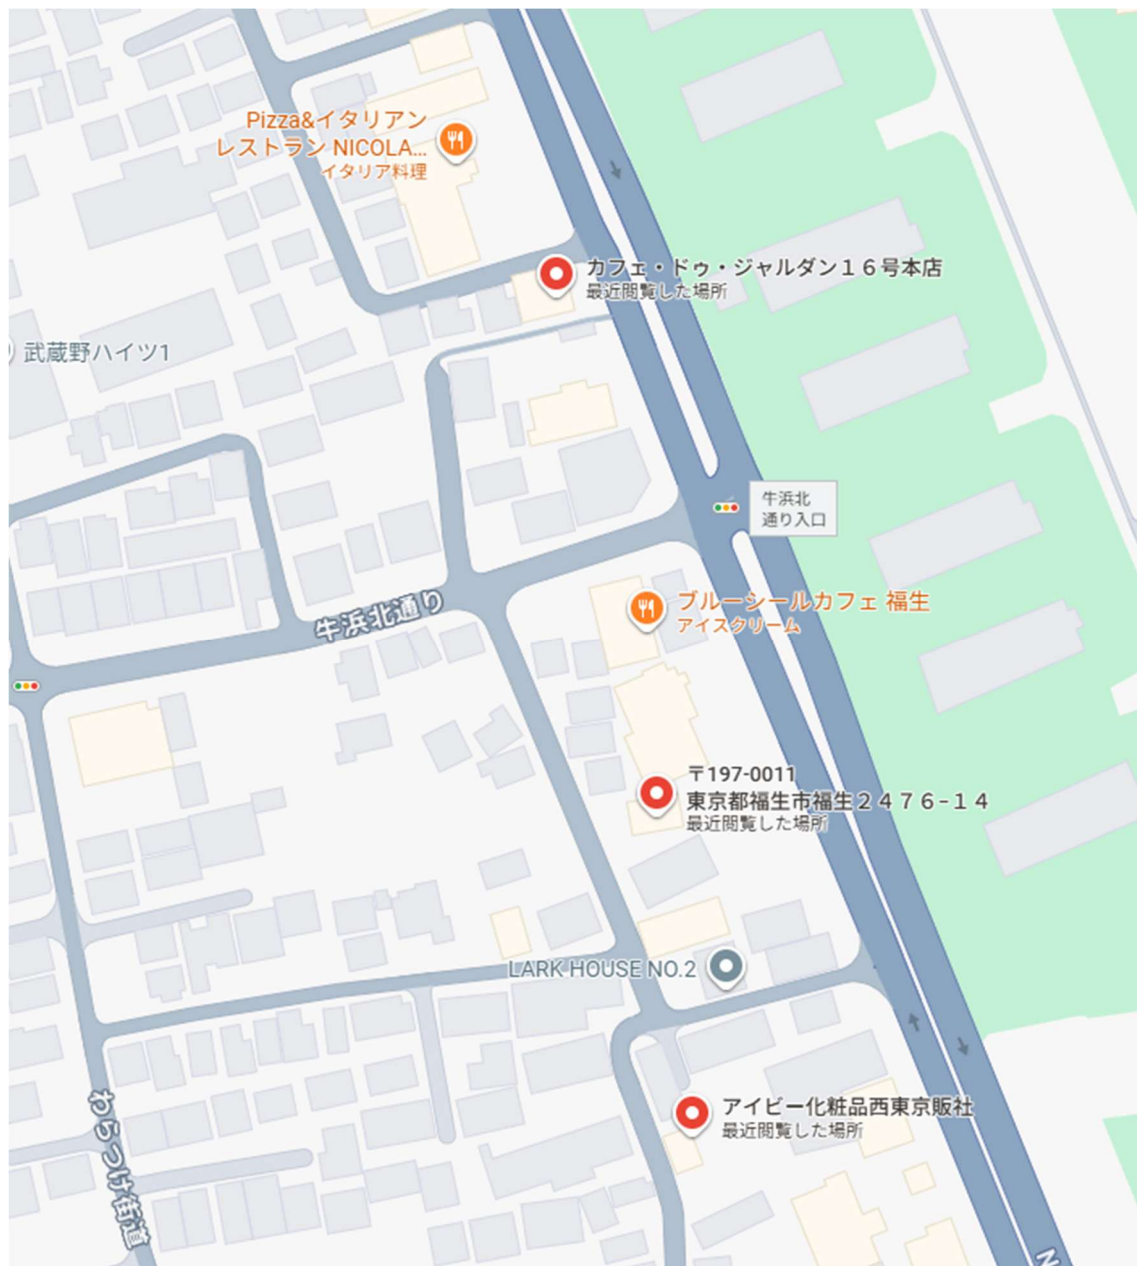 Pizza&イタリアン
レストラン NICOLA...
イタリア料理
カフェ・ドゥ・ジャルダン１６号本店
最近閲覧した場所
武蔵野ハイツ1
牛浜北
通り入口
ブルーシールカフェ 福生
アイスクリーム
牛浜北通り
〒197-0011
東京都福生市福生２４７６−１４
最近閲覧した場所
LARK HOUSE NO.2
アイビー化粧品西東京販社
最近閲覧した場所
わらつけ街道